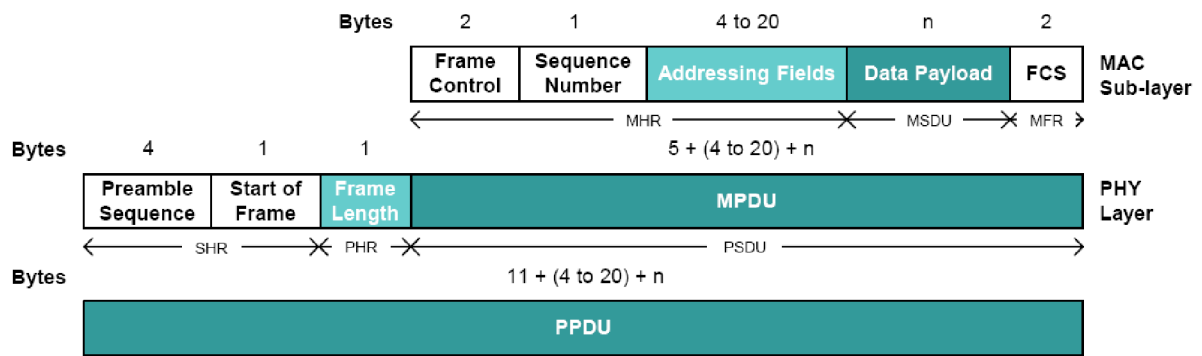 Bytes 2 1 4 to 20 n 2
Frame Control Sequence Number Addressing Fields Data Payload FCS MAC Sub-layer
MHR MSDU MFR
Bytes 4 1 1 5 + (4 to 20) + n
Preamble Sequence Start of Frame Frame Length MPDU PHY Layer
SHR PHR PSDU
Bytes 11 + (4 to 20) + n
PPDU